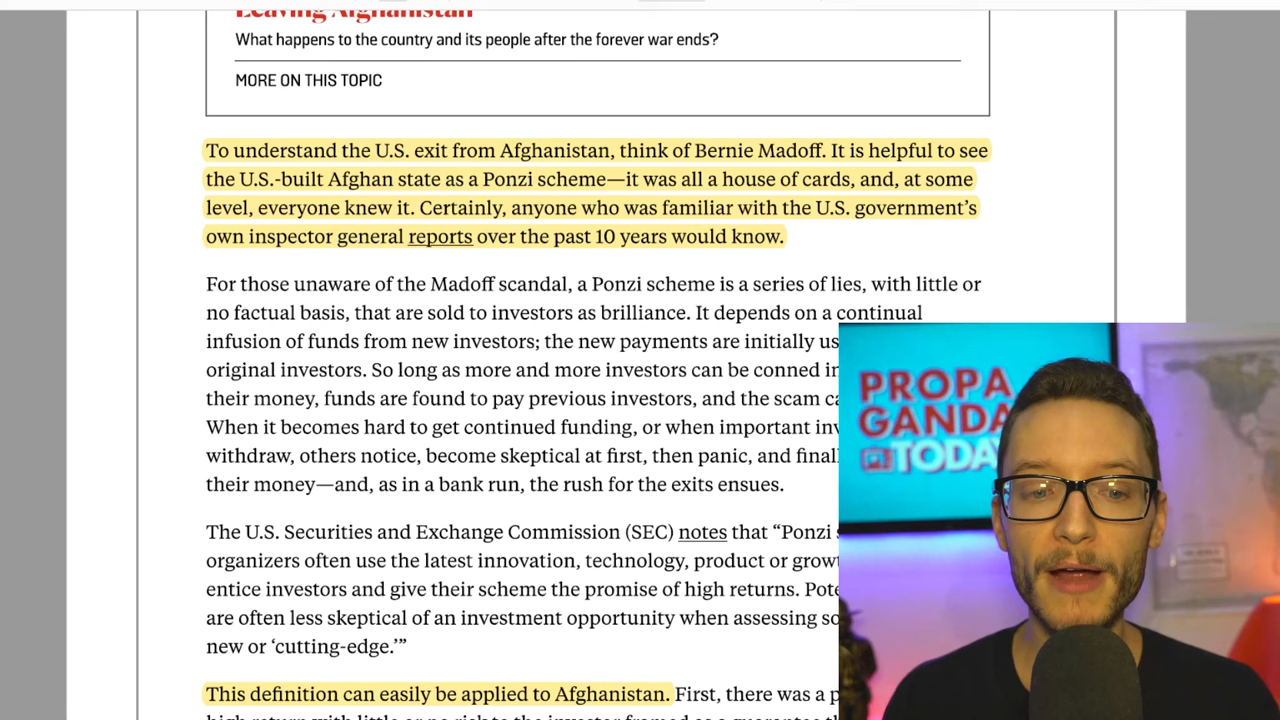 Leaving Afghanistan
What happens to the country and its people after the forever war ends?
MORE ON THIS TOPIC
To understand the U.S. exit from Afghanistan, think of Bernie Madoff. It is helpful to see
the U.S.-built Afghan state as a Ponzi scheme—it was all a house of cards, and, at some
level, everyone knew it. Certainly, anyone who was familiar with the U.S. government’s
own inspector general reports over the past 10 years would know.
For those unaware of the Madoff scandal, a Ponzi scheme is a series of lies, with little or
no factual basis, that are sold to investors as brilliance. It depends on a continual
infusion of funds from new investors; the new payments are initially us
original investors. So long as more and more investors can be conned in
their money, funds are found to pay previous investors, and the scam ca
When it becomes hard to get continued funding, or when important inv
withdraw, others notice, become skeptical at first, then panic, and final
their money—and, as in a bank run, the rush for the exits ensues.
The U.S. Securities and Exchange Commission (SEC) notes that “Ponzi
organizers often use the latest innovation, technology, product or grow
entice investors and give their scheme the promise of high returns. Pote
are often less skeptical of an investment opportunity when assessing so
new or ‘cutting-edge.’”
This definition can easily be applied to Afghanistan. First, there was a p
PROPA
GANDA
TODA